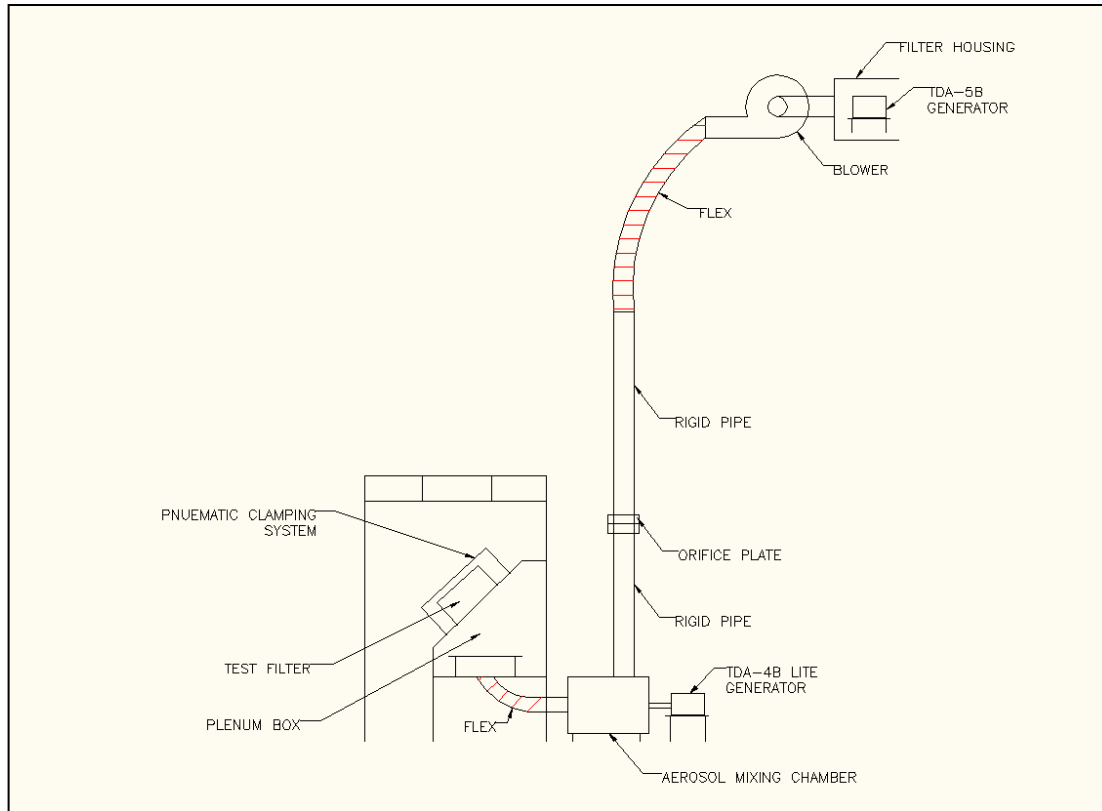 FILTER HOUSING
TDA-5B
GENERATOR
BLOWER
FLEX
RIGID PIPE
PNUEMATIC CLAMPING
SYSTEM
ORIFICE PLATE
RIGID PIPE
TEST FILTER
TDA-4B LITE
GENERATOR
PLENUM BOX
FLEX
AEROSOL MIXING CHAMBER